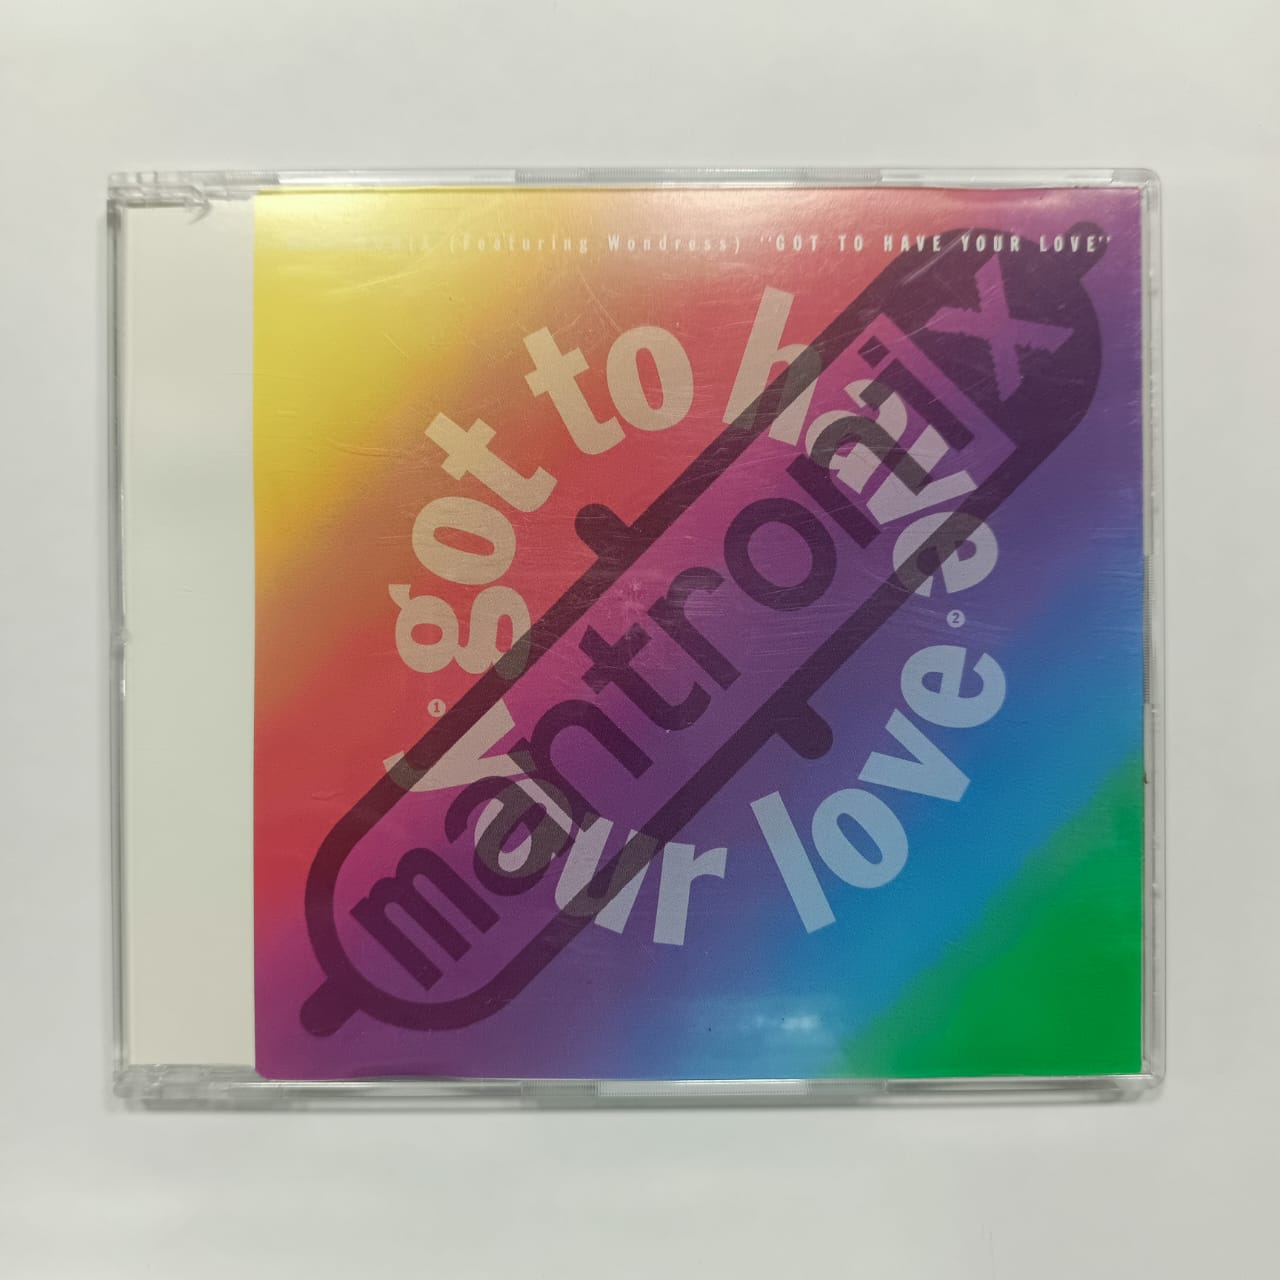 (Featuring Wondress) "GOT TO HAVE YOUR LOVE"
got to have
your love
1
2
mantronix